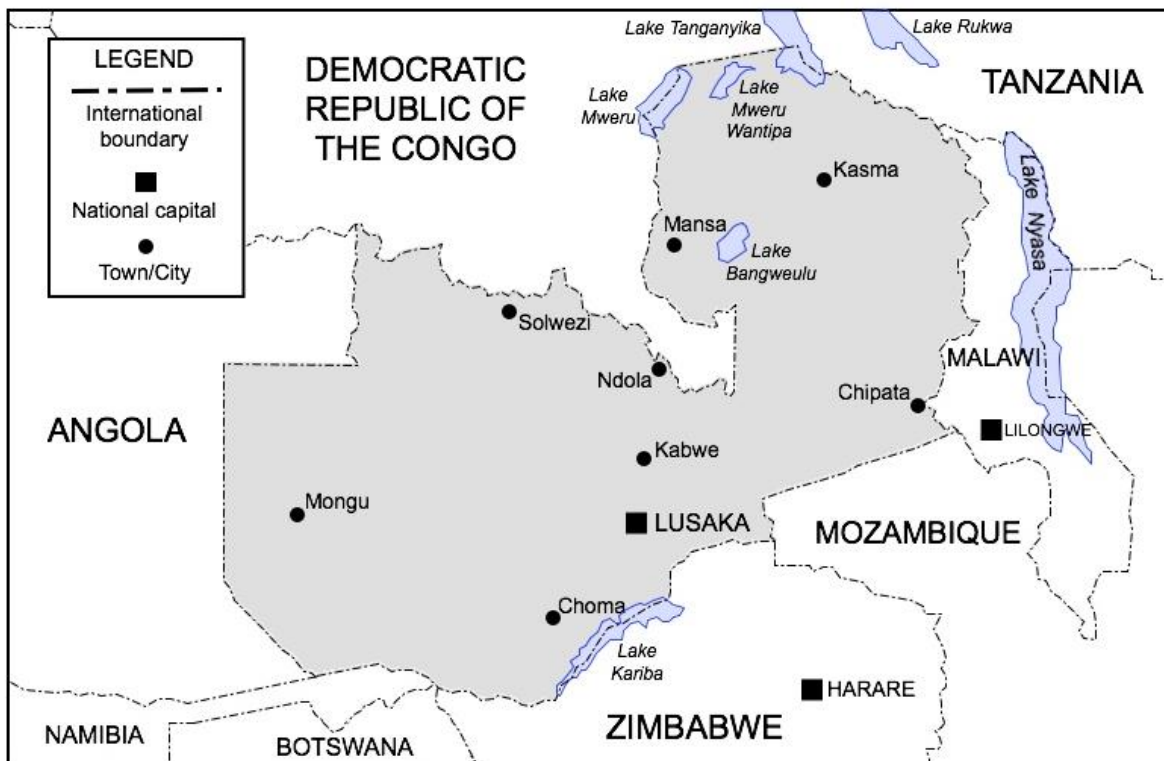 LEGEND
International
boundary
National capital
Town/City
DEMOCRATIC
REPUBLIC OF
THE CONGO
Lake Tanganyika
Lake Rukwa
TANZANIA
Lake
Mweru
Lake
Mweru
Wantipa
Kasma
Mansa
Lake
Bangweulu
Lake Nyasa
Solwezi
Ndola
MALAWI
Chipata
LILONGWE
ANGOLA
Kabwe
Mongu
LUSAKA
MOZAMBIQUE
Choma
Lake
Kariba
HARARE
ZIMBABWE
NAMIBIA
BOTSWANA